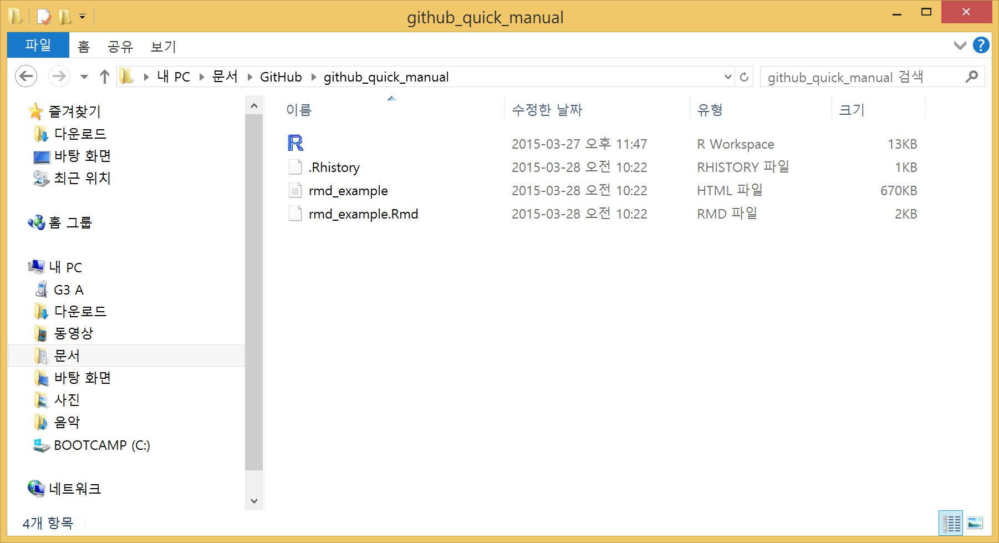 github_quick_manual
파일 홈 공유 보기
내 PC 문서 GitHub github_quick_manual
github_quick_manual 검색
즐겨찾기
다운로드
바탕 화면
최근 위치
홈 그룹
내 PC
G3 A
다운로드
동영상
문서
바탕 화면
사진
음악
BOOTCAMP (C:)
네트워크
이름 수정한 날짜 유형 크기
2015-03-27 오후 11:47 R Workspace 13KB
.Rhistory 2015-03-28 오전 10:22 RHISTORY 파일 1KB
rmd_example 2015-03-28 오전 10:22 HTML 파일 670KB
rmd_example.Rmd 2015-03-28 오전 10:22 RMD 파일 2KB
4개 항목